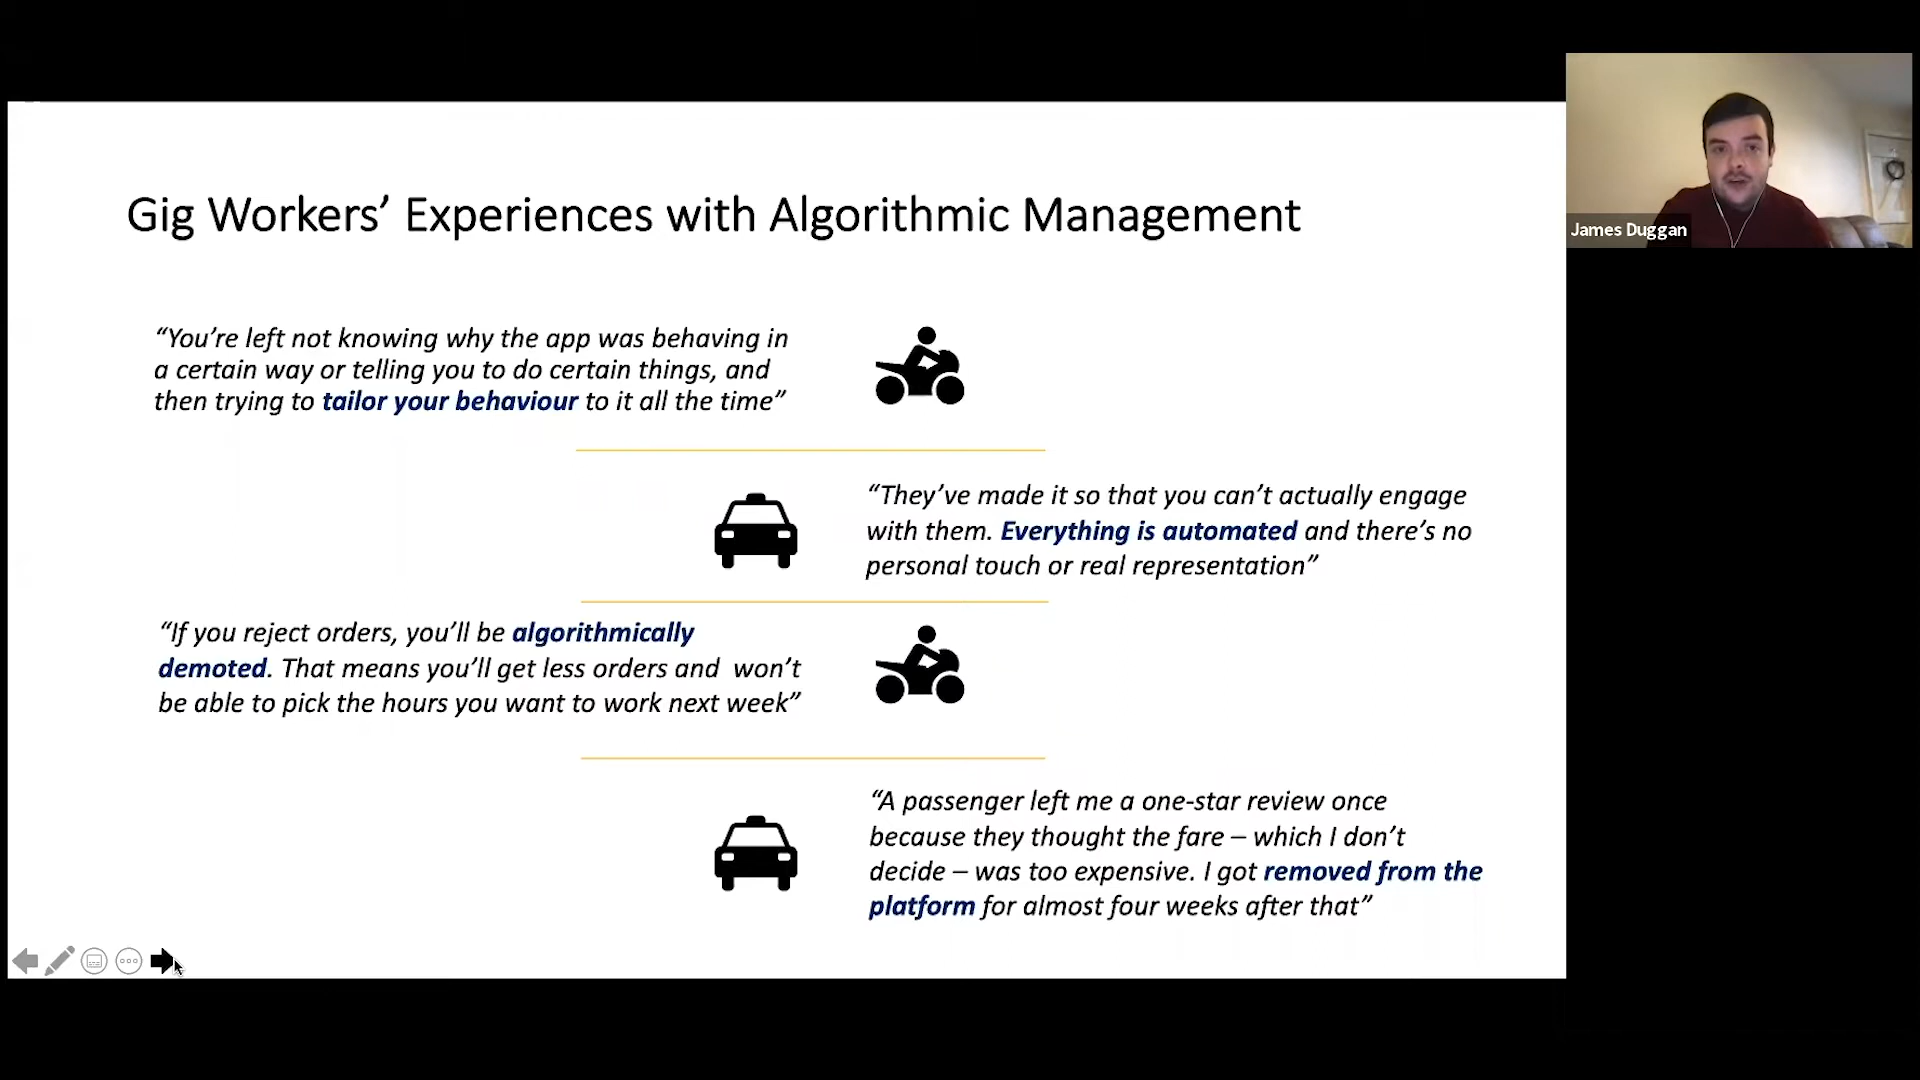 James Duggan
Gig Workers’ Experiences with Algorithmic Management
“You’re left not knowing why the app was behaving in
a certain way or telling you to do certain things, and
then trying to tailor your behaviour to it all the time”
“They’ve made it so that you can’t actually engage
with them. Everything is automated and there’s no
personal touch or real representation”
“If you reject orders, you’ll be algorithmically
demoted. That means you’ll get less orders and  won’t
be able to pick the hours you want to work next week”
“A passenger left me a one-star review once
because they thought the fare – which I don’t
decide – was too expensive. I got removed from the
platform for almost four weeks after that”